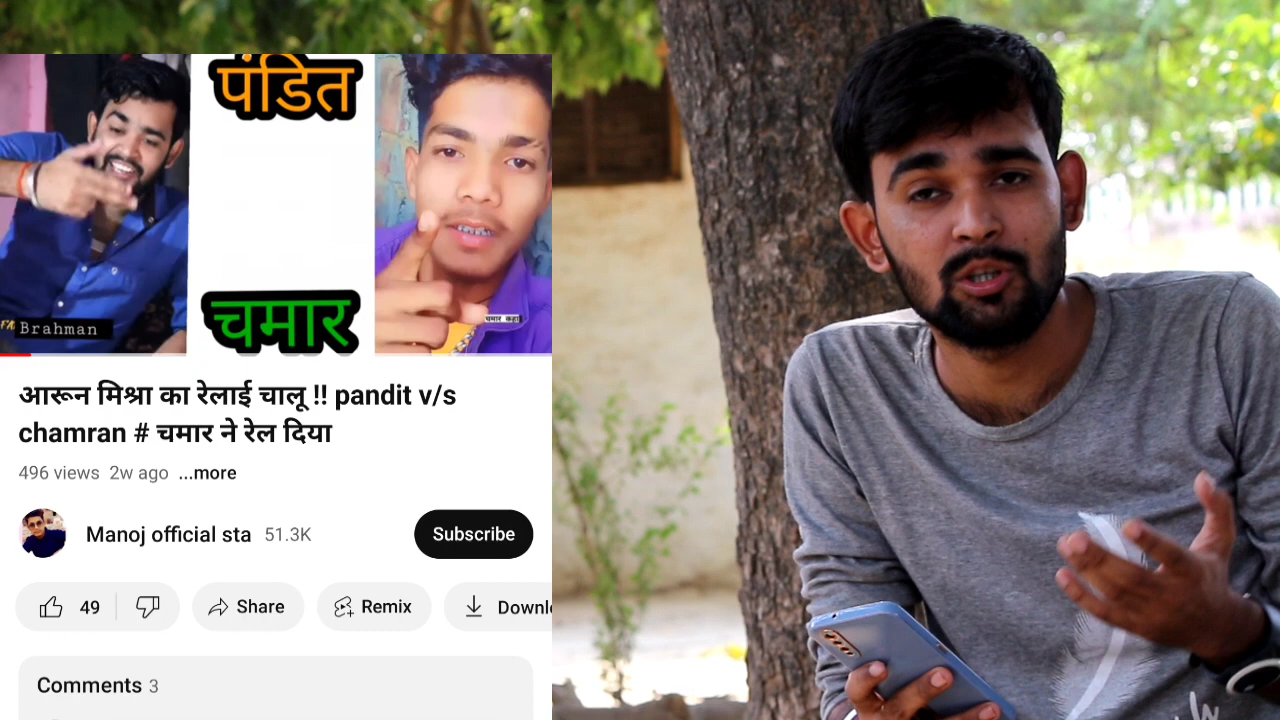 पंडित
चमार
Brahman
चमार कहा
आरून मिश्रा का रेलाई चालू !! pandit v/s
chamran # चमार ने रेल दिया
496 views 2w ago ...more
Manoj official sta 51.3K
Subscribe
49 Share Remix Downl
Comments 3